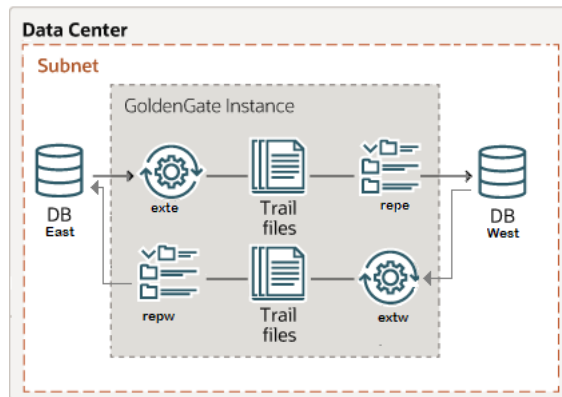 Data Center
Subnet
GoldenGate Instance
DB
East
exte
Trail
files
repe
DB
West
repw
Trail
files
extw